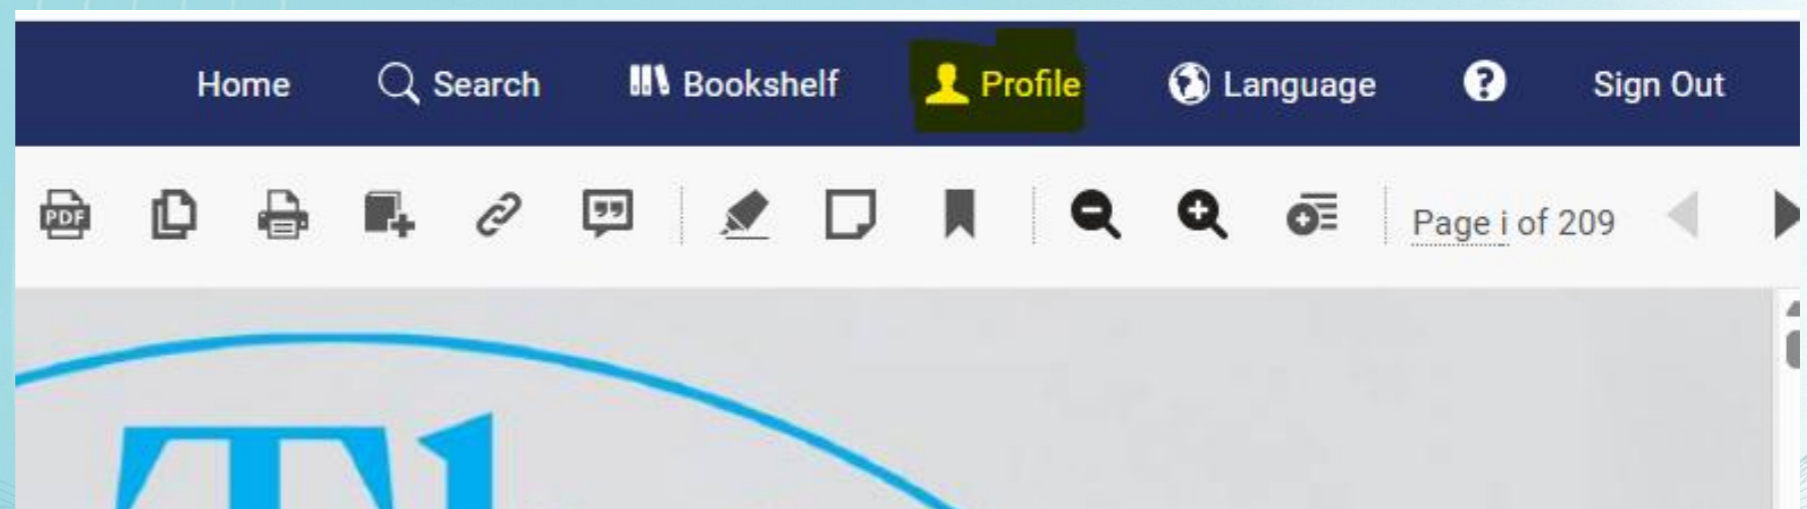 Home Search Bookshelf Profile Language ? Sign Out
PDF Page i of 209